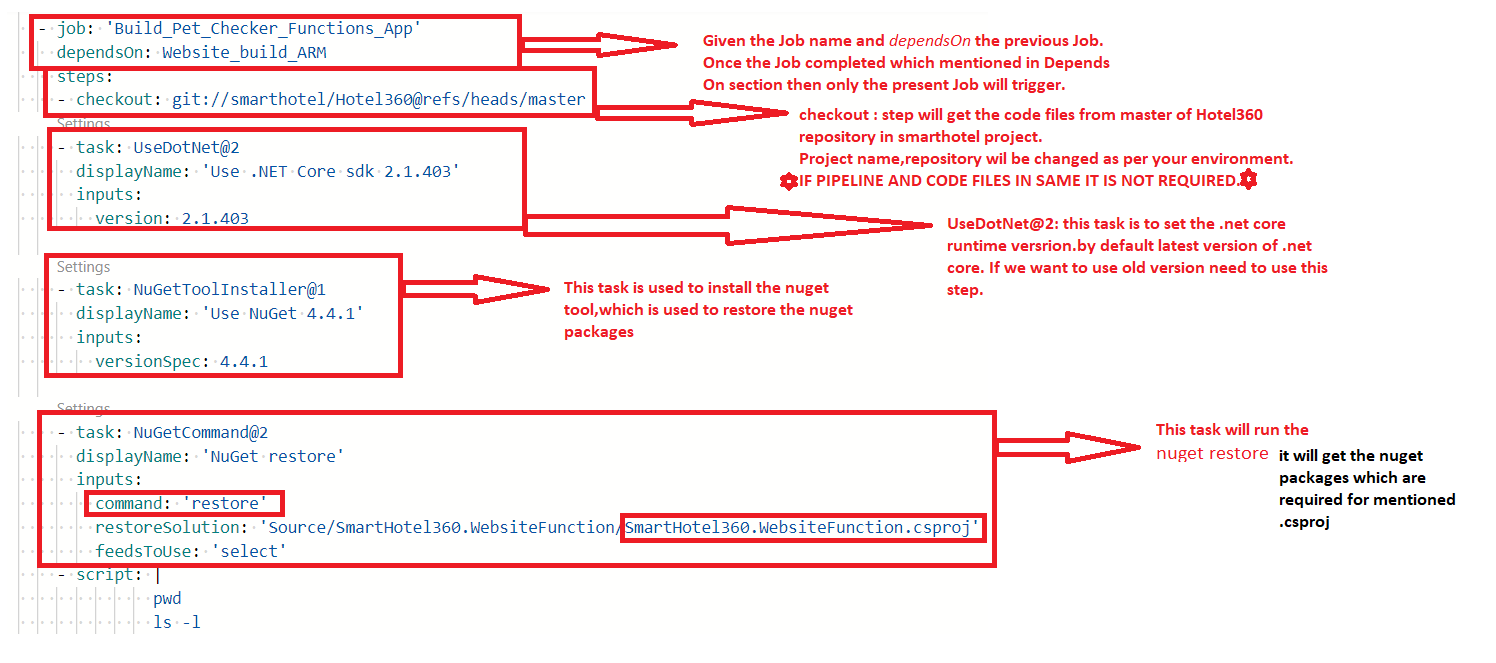 - job: 'Build_Pet_Checker_Functions_App'
dependsOn: Website_build_ARM
steps:
- checkout: git://smarthotel/Hotel360@refs/heads/master
Settings
- task: UseDotNet@2
displayName: 'Use .NET Core sdk 2.1.403'
inputs:
version: 2.1.403
Settings
- task: NuGetToolInstaller@1
displayName: 'Use NuGet 4.4.1'
inputs:
versionSpec: 4.4.1
Settings
- task: NuGetCommand@2
displayName: 'NuGet restore'
inputs:
command: 'restore'
restoreSolution: 'Source/SmartHotel360.WebsiteFunction/SmartHotel360.WebsiteFunction.csproj'
feedsToUse: 'select'
- script: |
pwd
ls -l
Given the Job name and dependsOn the previous Job.
Once the Job completed which mentioned in Depends
On section then only the present Job will trigger.
checkout : step will get the code files from master of Hotel360
repository in smarthotel project.
Project name,repository wil be changed as per your environment.
IF PIPELINE AND CODE FILES IN SAME IT IS NOT REQUIRED.
UseDotNet@2: this task is to set the .net core
runtime versrion.by default latest version of .net
core. If we want to use old version need to use this
step.
This task is used to install the nuget
tool,which is used to restore the nuget
packages
This task will run the
nuget restore
it will get the nuget
packages which are
required for mentioned
.csproj